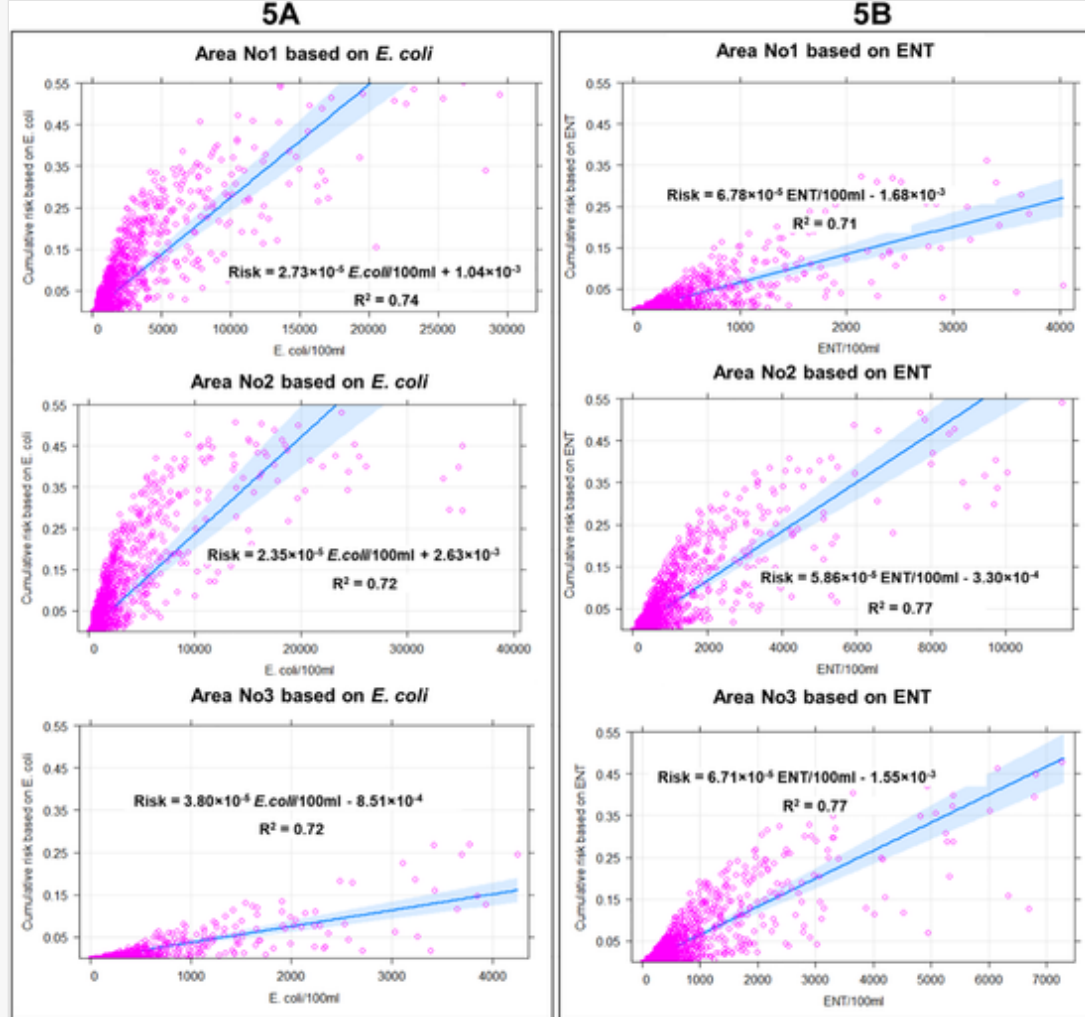 5A
Area No1 based on E. coli
Cumulative risk based on E. coli
0.55
0.45
0.35
0.25
0.15
0.05
Risk = 2.73×10⁻⁵ E.coli/100ml + 1.04×10⁻³
R² = 0.74
0 5000 10000 15000 20000 25000 30000
E. coli/100ml
Area No2 based on E. coli
Cumulative risk based on E. coli
0.55
0.45
0.35
0.25
0.15
0.05
Risk = 2.35×10⁻⁵ E.coli/100ml + 2.63×10⁻³
R² = 0.72
0 10000 20000 30000 40000
E. coli/100ml
Area No3 based on E. coli
Cumulative risk based on E. coli
0.55
0.45
0.35
0.25
0.15
0.05
Risk = 3.80×10⁻⁵ E.coli/100ml - 8.51×10⁻⁴
R² = 0.72
0 1000 2000 3000 4000
E. coli/100ml
5B
Area No1 based on ENT
Cumulative risk based on ENT
0.55
0.45
0.35
0.25
0.15
0.05
Risk = 6.78×10⁻⁵ ENT/100ml - 1.68×10⁻³
R² = 0.71
0 1000 2000 3000 4000
ENT/100ml
Area No2 based on ENT
Cumulative risk based on ENT
0.55
0.45
0.35
0.25
0.15
0.05
Risk = 5.86×10⁻⁵ ENT/100ml - 3.30×10⁻⁴
R² = 0.77
0 2000 4000 6000 8000 10000
ENT/100ml
Area No3 based on ENT
Cumulative risk based on ENT
0.55
0.45
0.35
0.25
0.15
0.05
Risk = 6.71×10⁻⁵ ENT/100ml - 1.55×10⁻³
R² = 0.77
0 1000 2000 3000 4000 5000 6000 7000
ENT/100ml